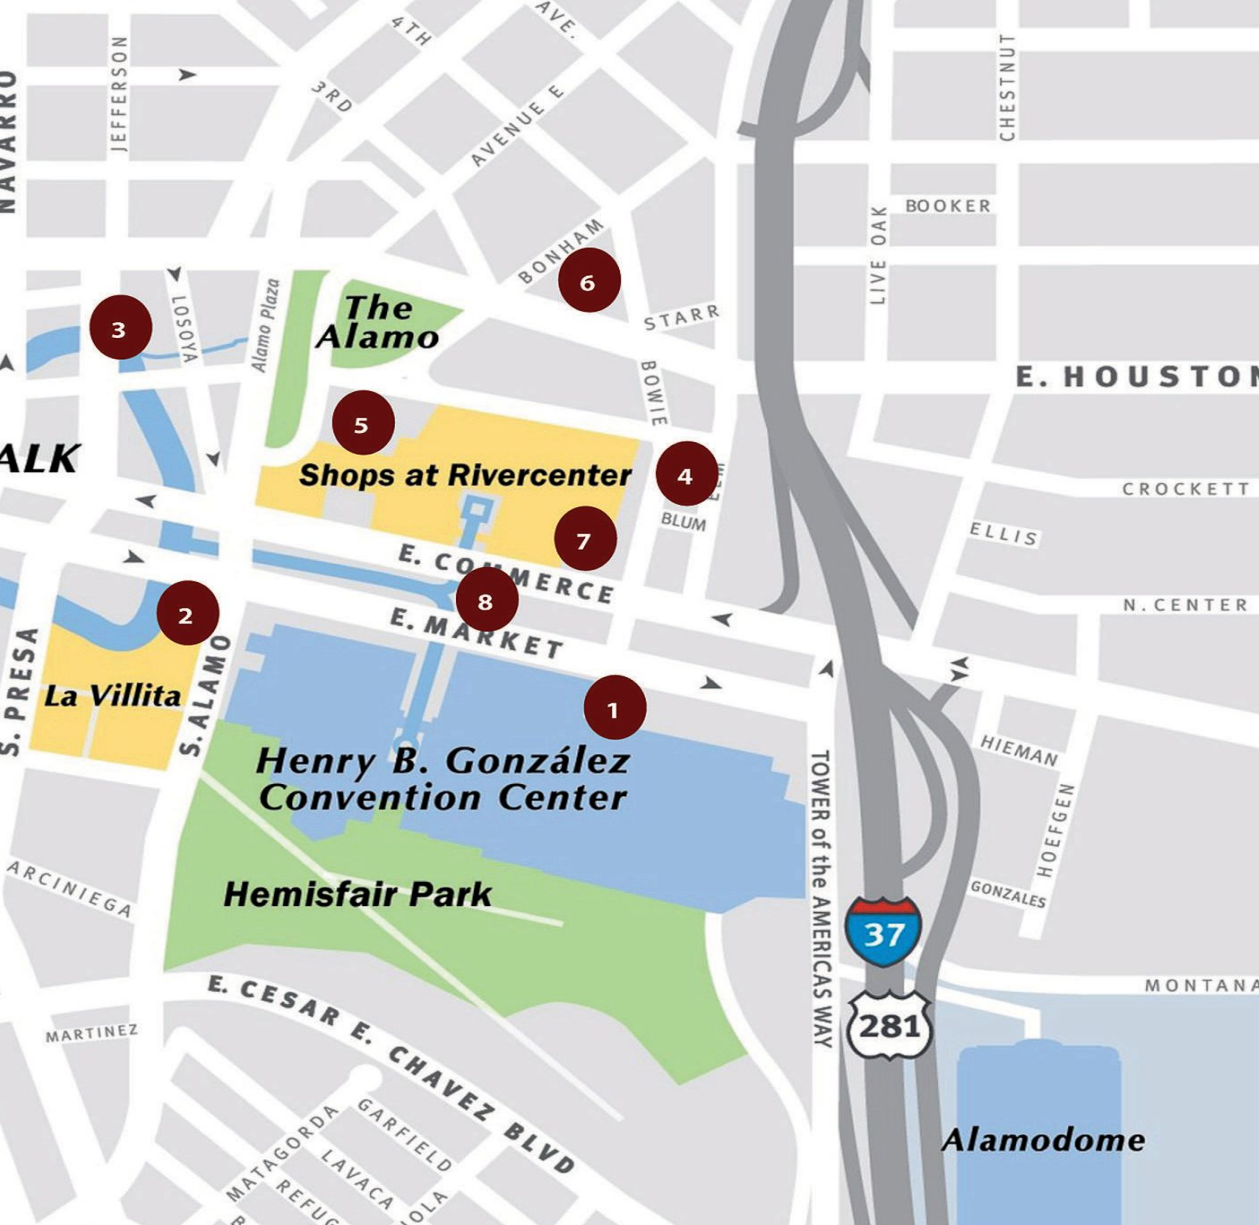 4TH
AVE.
NAVARRO
JEFFERSON
3RD
AVENUE E
CHESTNUT
BOOKER
LIVE OAK
BONHAM
6
3
LOSOYA
Alamo Plaza
The
Alamo
STARR
BOWIE
E. HOUSTON
5
ALK
Shops at Rivercenter
4
ELM
CROCKETT
BLUM
7
ELLIS
E. COMMERCE
8
N. CENTER
2
E. MARKET
S. PRESA
La Villita
S. ALAMO
1
HIEMAN
Henry B. González
Convention Center
TOWER of the AMERICAS WAY
HOEFGEN
ARCINIEGA
Hemisfair Park
GONZALES
37
E. CESAR E. CHAVEZ BLVD
MONTANA
MARTINEZ
281
MATAGORDA
GARFIELD
LAVACA
REFUG
OLA
B
Alamodome